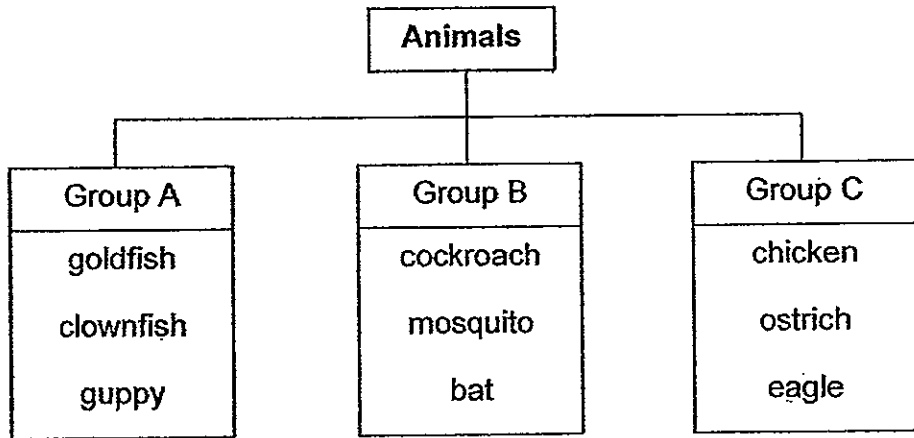 Animals
Group A
goldfish
clownfish
guppy
Group B
cockroach
mosquito
bat
Group C
chicken
ostrich
eagle